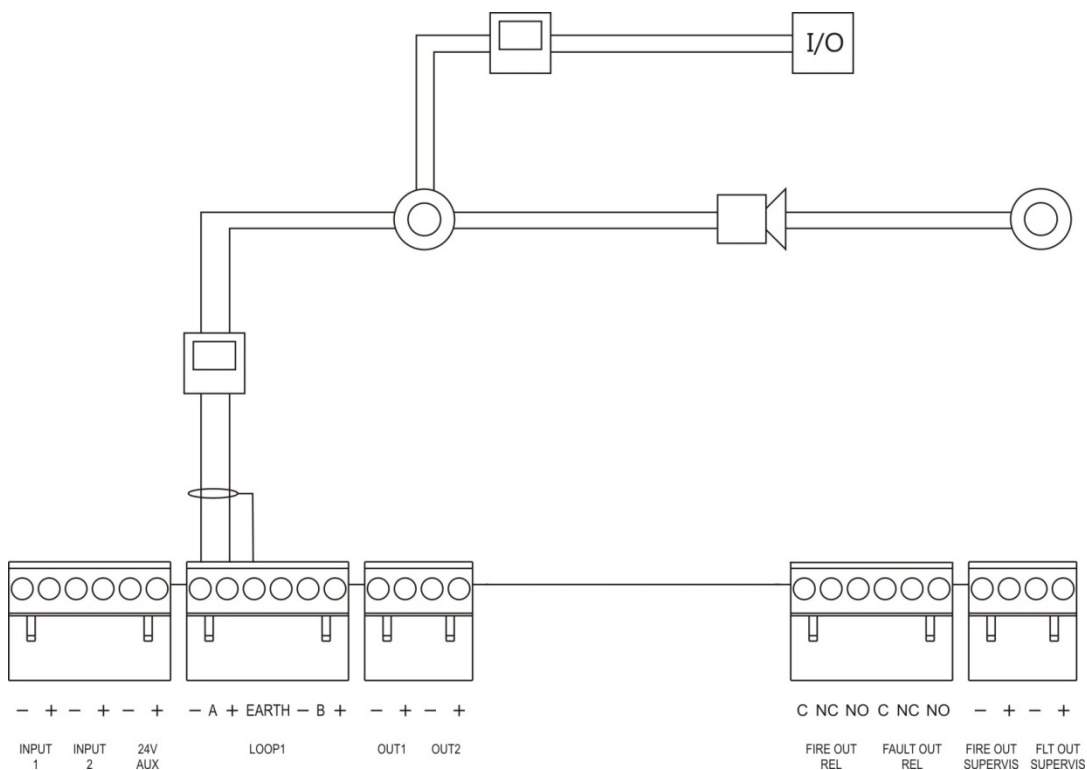 I/O
− + − + − + − A + EARTH − B + − + − + C NC NO C NC NO − + − +
INPUT INPUT 24V LOOP1 OUT1 OUT2 FIRE OUT FAULT OUT FIRE OUT FLT OUT
1 2 AUX REL REL SUPERVIS SUPERVIS